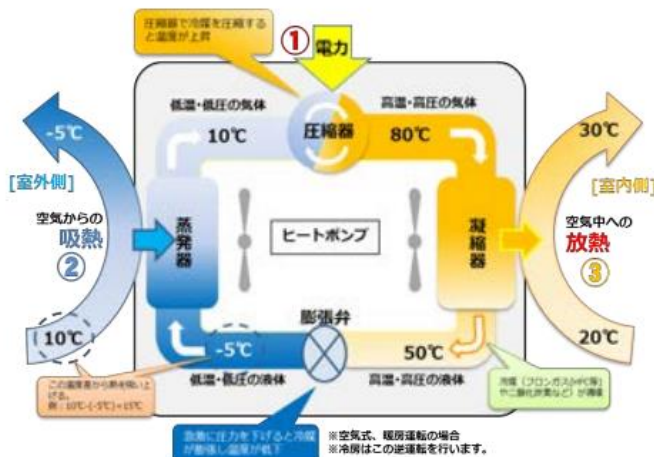 圧縮器で冷媒を圧縮する
と温度が上昇
① 電力
低温・低圧の気体
高温・高圧の気体
-5℃
10℃
圧縮器
80℃
30℃
[室外側]
[室内側]
空気からの
吸熱
②
蒸発器
ヒートポンプ
凝縮器
空気中への
放熱
③
膨張弁
10℃
-5℃
50℃
20℃
低温・低圧の液体
高温・高圧の液体
この温度差から熱を吸い上
げる。
例:10℃-(-5℃)=15℃
冷媒(フロンガス[HFC等]
や二酸化炭素など)が循環
急激に圧力を下げると冷媒
が膨張し温度が低下
※空気式、暖房運転の場合
※冷房はこの逆運転を行います。